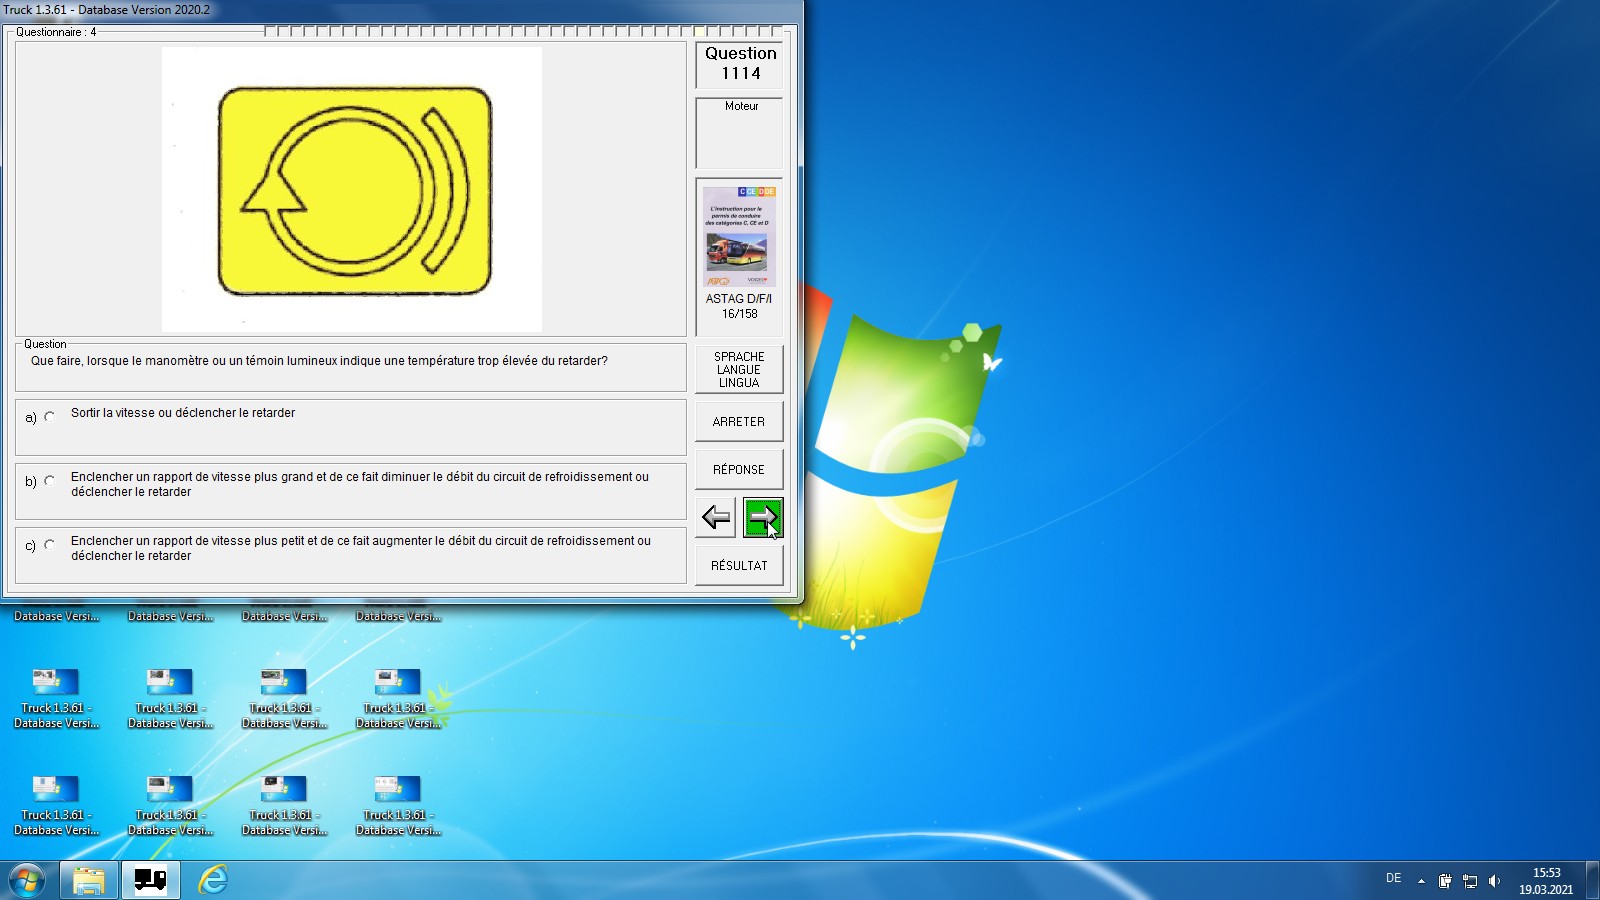 Truck 1.3.61 - Database Version 2020.2
Questionnaire : 4
Question
1114
Moteur
C CE D DE
L'instruction pour le
permis de conduire
des catégories C, CE et D
ASTAG D/F/I
16/158
Question
Que faire, lorsque le manomètre ou un témoin lumineux indique une température trop élevée du retarder?
SPRACHE
LANGUE
LINGUA
a) Sortir la vitesse ou déclencher le retarder
ARRETER
b) Enclencher un rapport de vitesse plus grand et de ce fait diminuer le débit du circuit de refroidissement ou
déclencher le retarder
RÉPONSE
c) Enclencher un rapport de vitesse plus petit et de ce fait augmenter le débit du circuit de refroidissement ou
déclencher le retarder
RÉSULTAT
Database Versi... Database Versi... Database Versi... Database Versi...
Truck 1.3.61 - Truck 1.3.61 - Truck 1.3.61 - Truck 1.3.61 -
Database Versi... Database Versi... Database Versi... Database Versi...
Truck 1.3.61 - Truck 1.3.61 - Truck 1.3.61 - Truck 1.3.61 -
Database Versi... Database Versi... Database Versi... Database Versi...
DE
15:53
19.03.2021